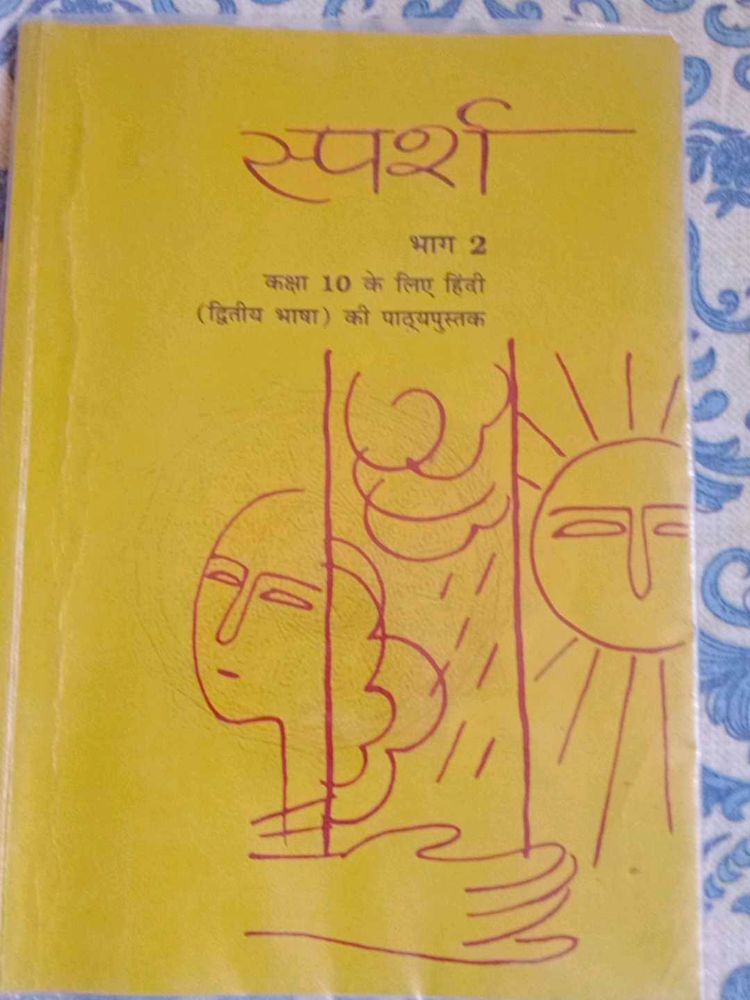 स्पर्श
भाग 2
कक्षा 10 के लिए हिंदी
(द्वितीय भाषा) की पाठ्यपुस्तक